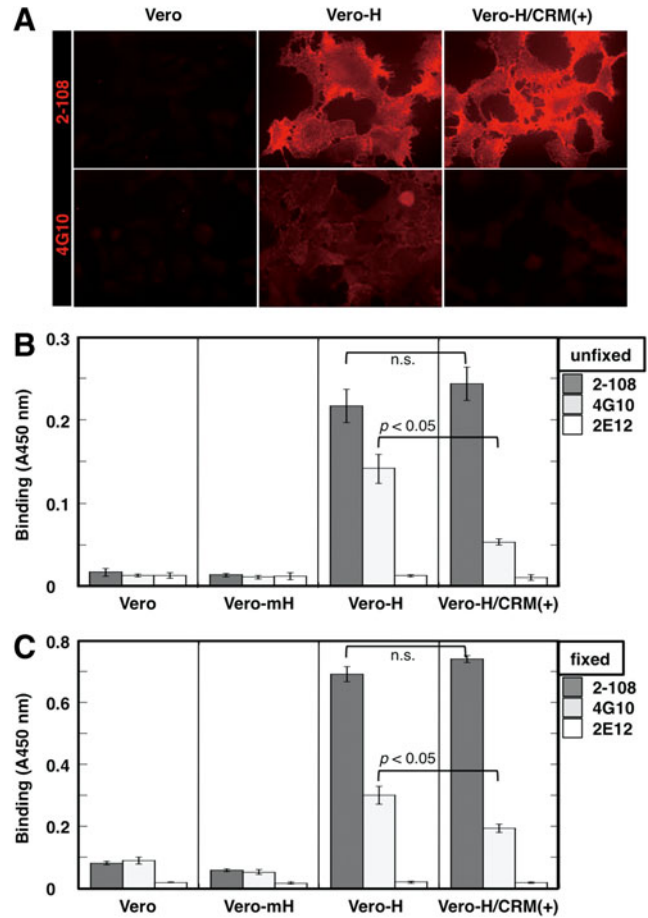 A
Vero Vero-H Vero-H/CRM(+)
2-108
4G10
B
unfixed
2-108
4G10
2E12
0.3
0.2
0.1
0
Binding (A450 nm)
n.s.
p < 0.05
Vero Vero-mH Vero-H Vero-H/CRM(+)
C
fixed
2-108
4G10
2E12
0.8
0.6
0.4
0.2
0
Binding (A450 nm)
n.s.
p < 0.05
Vero Vero-mH Vero-H Vero-H/CRM(+)